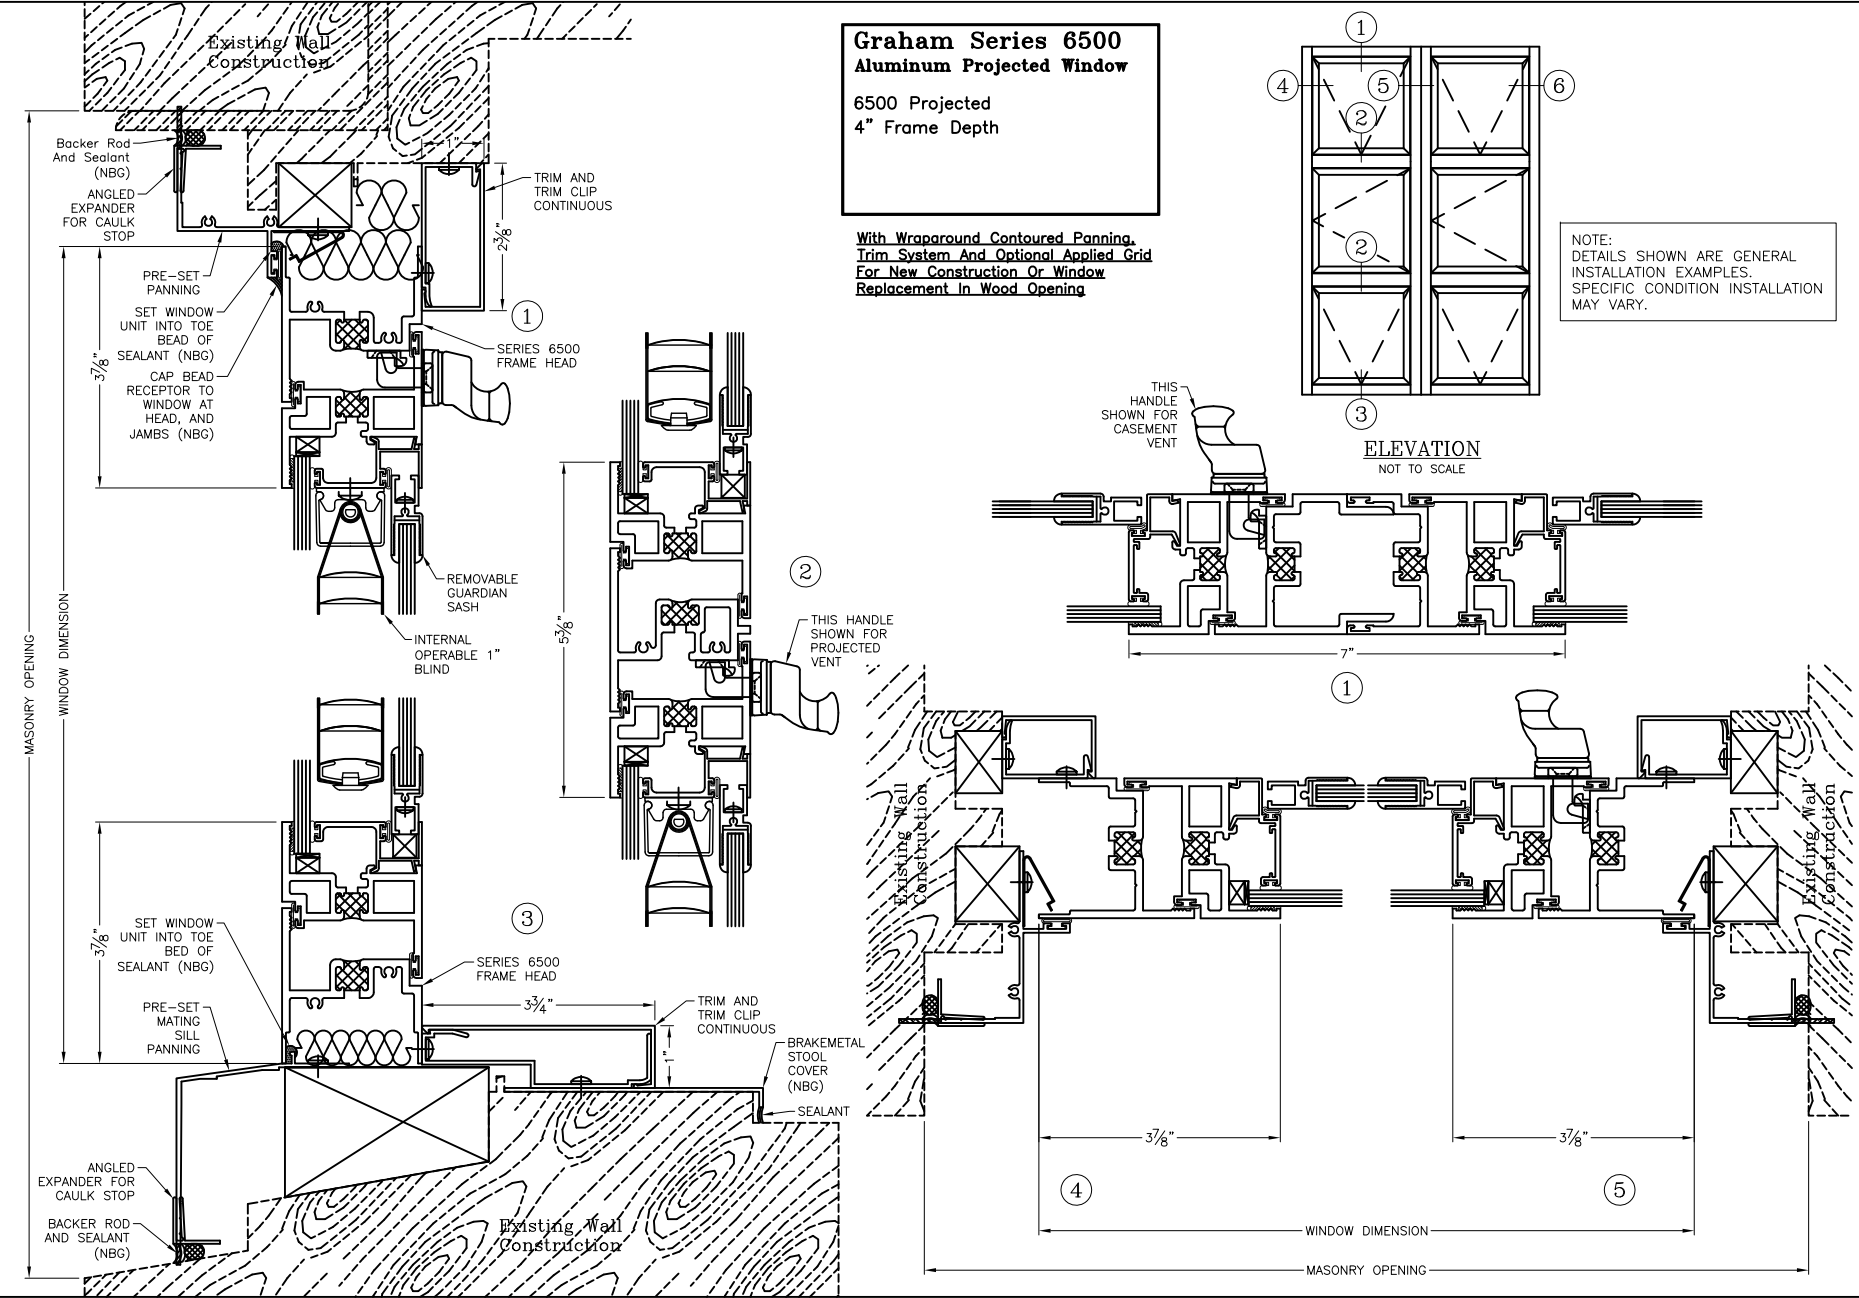 Existing Wall
Construction
Backer Rod
And Sealant
(NBG)
ANGLED
EXPANDER
FOR CAULK
STOP
PRE-SET
PANNING
SET WINDOW
UNIT INTO TOE
BEAD OF
SEALANT (NBG)
CAP BEAD
RECEPTOR TO
WINDOW AT
HEAD, AND
JAMBS (NBG)
3⅞"
MASONRY OPENING
WINDOW DIMENSION
1"
TRIM AND
TRIM CLIP
CONTINUOUS
2⅜"
1
SERIES 6500
FRAME HEAD
REMOVABLE
GUARDIAN
SASH
INTERNAL
OPERABLE 1"
BLIND
5⅜"
2
THIS HANDLE
SHOWN FOR
PROJECTED
VENT
3⅞"
SET WINDOW
UNIT INTO TOE
BED OF
SEALANT (NBG)
PRE-SET
MATING
SILL
PANNING
3
SERIES 6500
FRAME HEAD
3¾"
TRIM AND
TRIM CLIP
CONTINUOUS
1"
BRAKEMETAL
STOOL
COVER
(NBG)
SEALANT
ANGLED
EXPANDER FOR
CAULK STOP
BACKER ROD
AND SEALANT
(NBG)
Existing Wall
Construction
Graham Series 6500
Aluminum Projected Window
6500 Projected
4" Frame Depth
With Wraparound Contoured Panning,
Trim System And Optional Applied Grid
For New Construction Or Window
Replacement In Wood Opening
1
4
5
6
2
2
3
ELEVATION
NOT TO SCALE
NOTE:
DETAILS SHOWN ARE GENERAL
INSTALLATION EXAMPLES.
SPECIFIC CONDITION INSTALLATION
MAY VARY.
THIS
HANDLE
SHOWN FOR
CASEMENT
VENT
7"
1
Existing Wall
Construction
Existing Wall
Construction
3⅞"
3⅞"
4
5
WINDOW DIMENSION
MASONRY OPENING